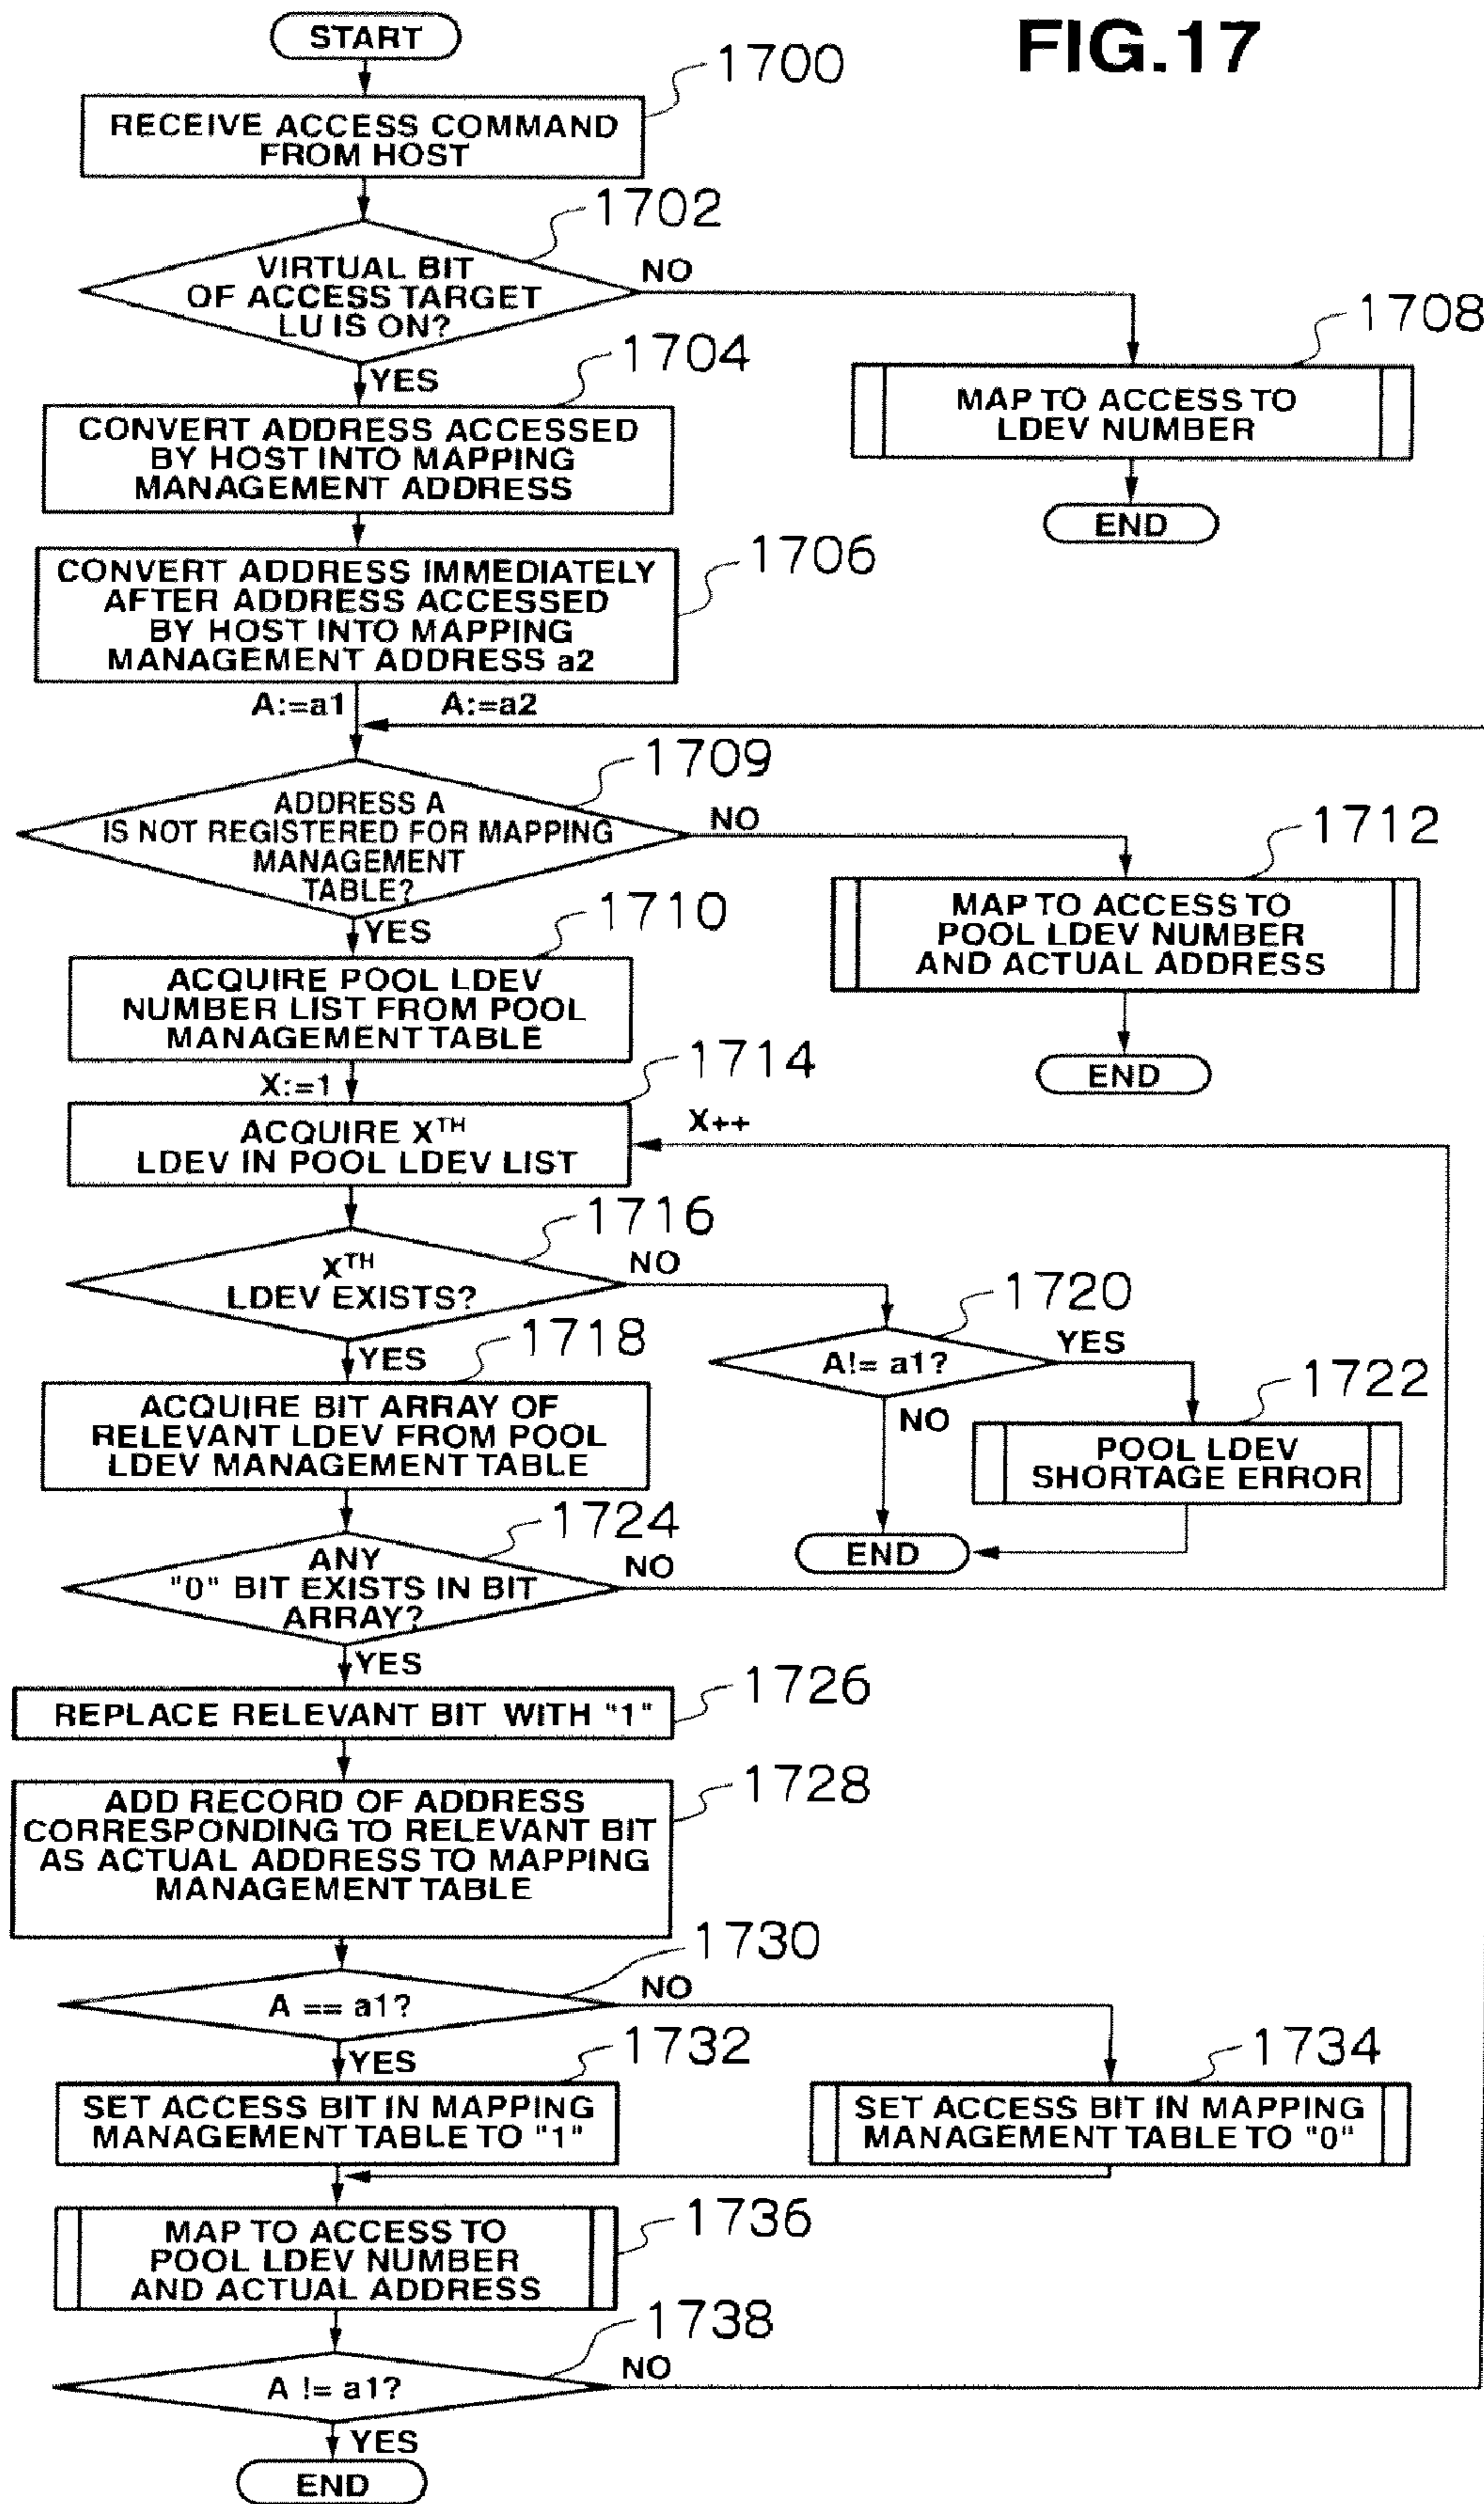 FIG.17
START
1700
RECEIVE ACCESS COMMAND
FROM HOST
1702
VIRTUAL BIT
OF ACCESS TARGET
LU IS ON?
NO
YES
1708
MAP TO ACCESS TO
LDEV NUMBER
END
1704
CONVERT ADDRESS ACCESSED
BY HOST INTO MAPPING
MANAGEMENT ADDRESS
1706
CONVERT ADDRESS IMMEDIATELY
AFTER ADDRESS ACCESSED
BY HOST INTO MAPPING
MANAGEMENT ADDRESS a2
A:=a1
A:=a2
1709
ADDRESS A
IS NOT REGISTERED FOR MAPPING
MANAGEMENT
TABLE?
NO
YES
1712
MAP TO ACCESS TO
POOL LDEV NUMBER
AND ACTUAL ADDRESS
END
1710
ACQUIRE POOL LDEV
NUMBER LIST FROM POOL
MANAGEMENT TABLE
X:=1
1714
ACQUIRE XTH
LDEV IN POOL LDEV LIST
X++
1716
XTH
LDEV EXISTS?
NO
YES
1720
A!= a1?
YES
NO
1722
POOL LDEV
SHORTAGE ERROR
END
1718
ACQUIRE BIT ARRAY OF
RELEVANT LDEV FROM POOL
LDEV MANAGEMENT TABLE
1724
ANY
"0" BIT EXISTS IN BIT
ARRAY?
NO
YES
1726
REPLACE RELEVANT BIT WITH "1"
1728
ADD RECORD OF ADDRESS
CORRESPONDING TO RELEVANT BIT
AS ACTUAL ADDRESS TO MAPPING
MANAGEMENT TABLE
1730
A == a1?
NO
YES
1732
SET ACCESS BIT IN MAPPING
MANAGEMENT TABLE TO "1"
1734
SET ACCESS BIT IN MAPPING
MANAGEMENT TABLE TO "0"
1736
MAP TO ACCESS TO
POOL LDEV NUMBER
AND ACTUAL ADDRESS
1738
A != a1?
NO
YES
END